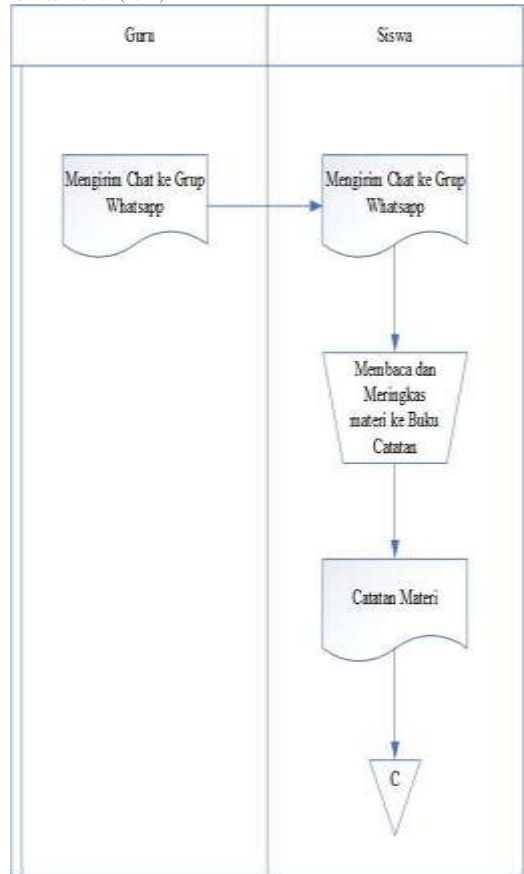 Guru
Siswa
Mengirim Chat ke Grup
Whatsapp
Mengirim Chat ke Grup
Whatsapp
Membaca dan
Meringkas
materi ke Buku
Catatan
Catatan Materi
C